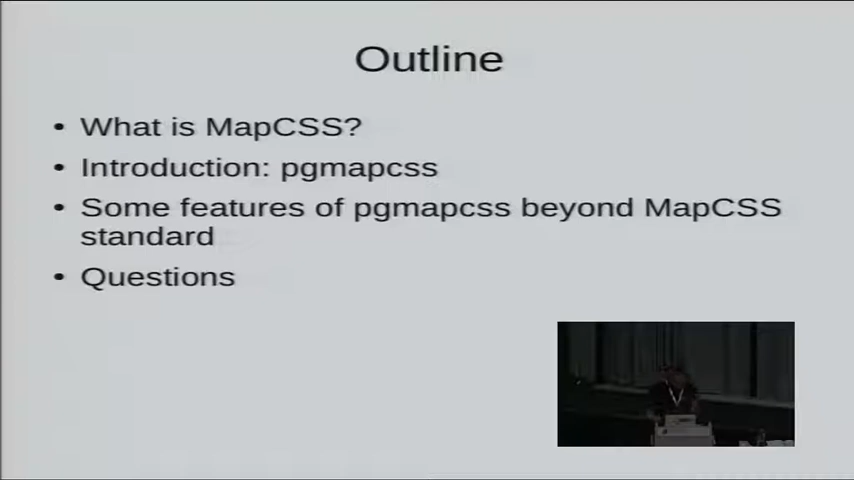 Outline
• What is MapCSS?
• Introduction: pgmapcss
• Some features of pgmapcss beyond MapCSS
standard
• Questions